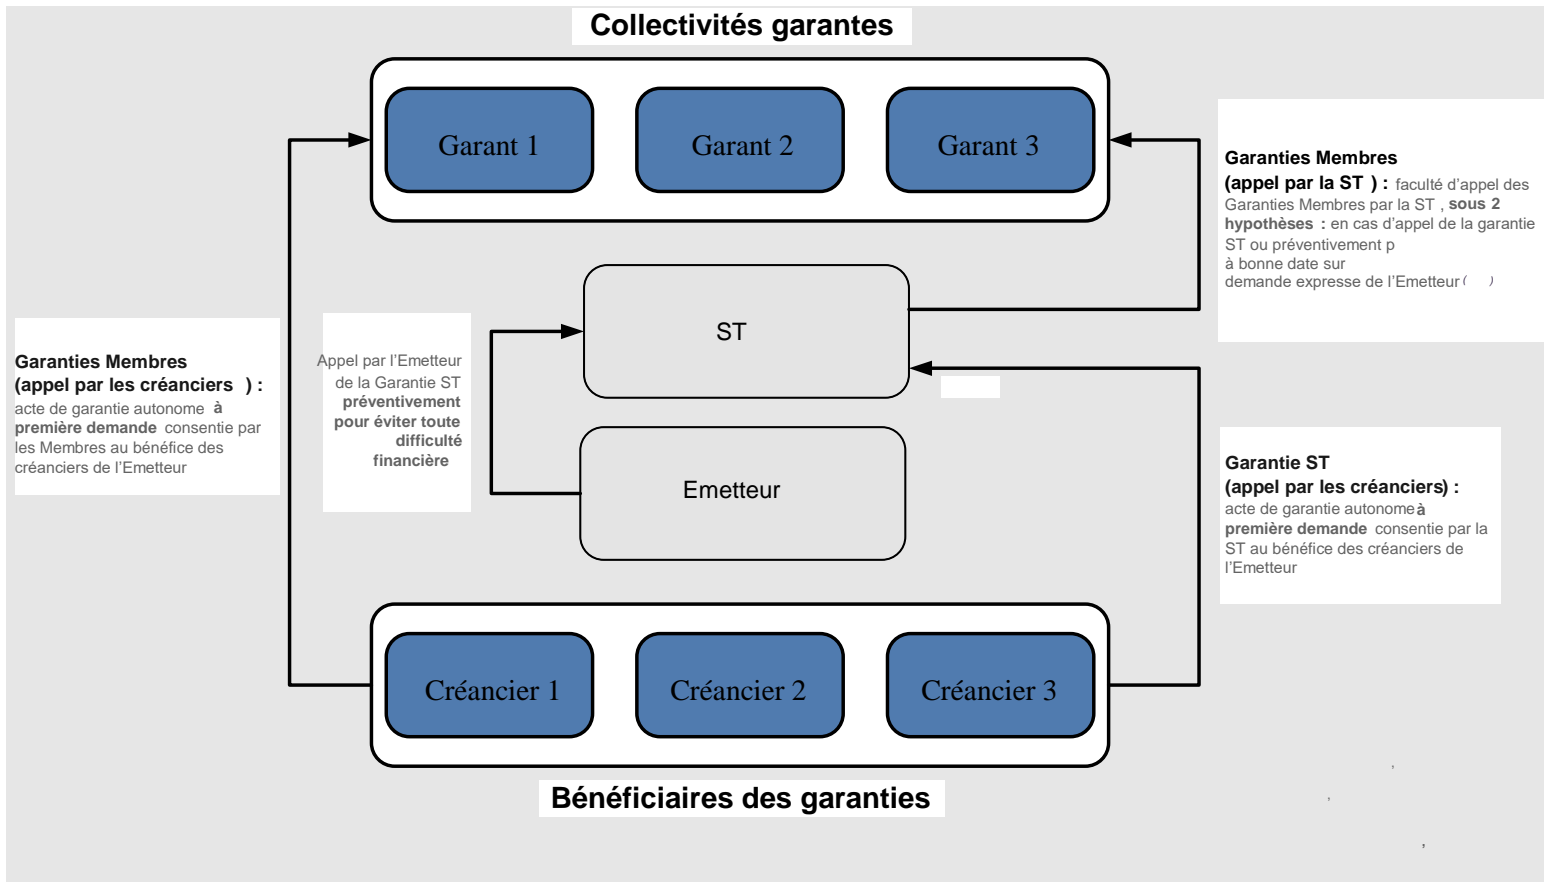 Collectivités garantes
Garant 1
Garant 2
Garant 3
Garanties Membres
(appel par la ST ) : faculté d'appel des
Garanties Membres par la ST , sous 2
hypothèses : en cas d'appel de la garantie
ST ou préventivement p
à bonne date sur
demande expresse de l'Emetteur ( )
ST
Garanties Membres
(appel par les créanciers ) :
acte de garantie autonome à
première demande consentie par
les Membres au bénéfice des
créanciers de l'Emetteur
Appel par l'Emetteur
de la Garantie ST
préventivement
pour éviter toute
difficulté
financière
Emetteur
Garantie ST
(appel par les créanciers) :
acte de garantie autonome à
première demande consentie par la
ST au bénéfice des créanciers de
l'Emetteur
Créancier 1
Créancier 2
Créancier 3
Bénéficiaires des garanties
,
,
,